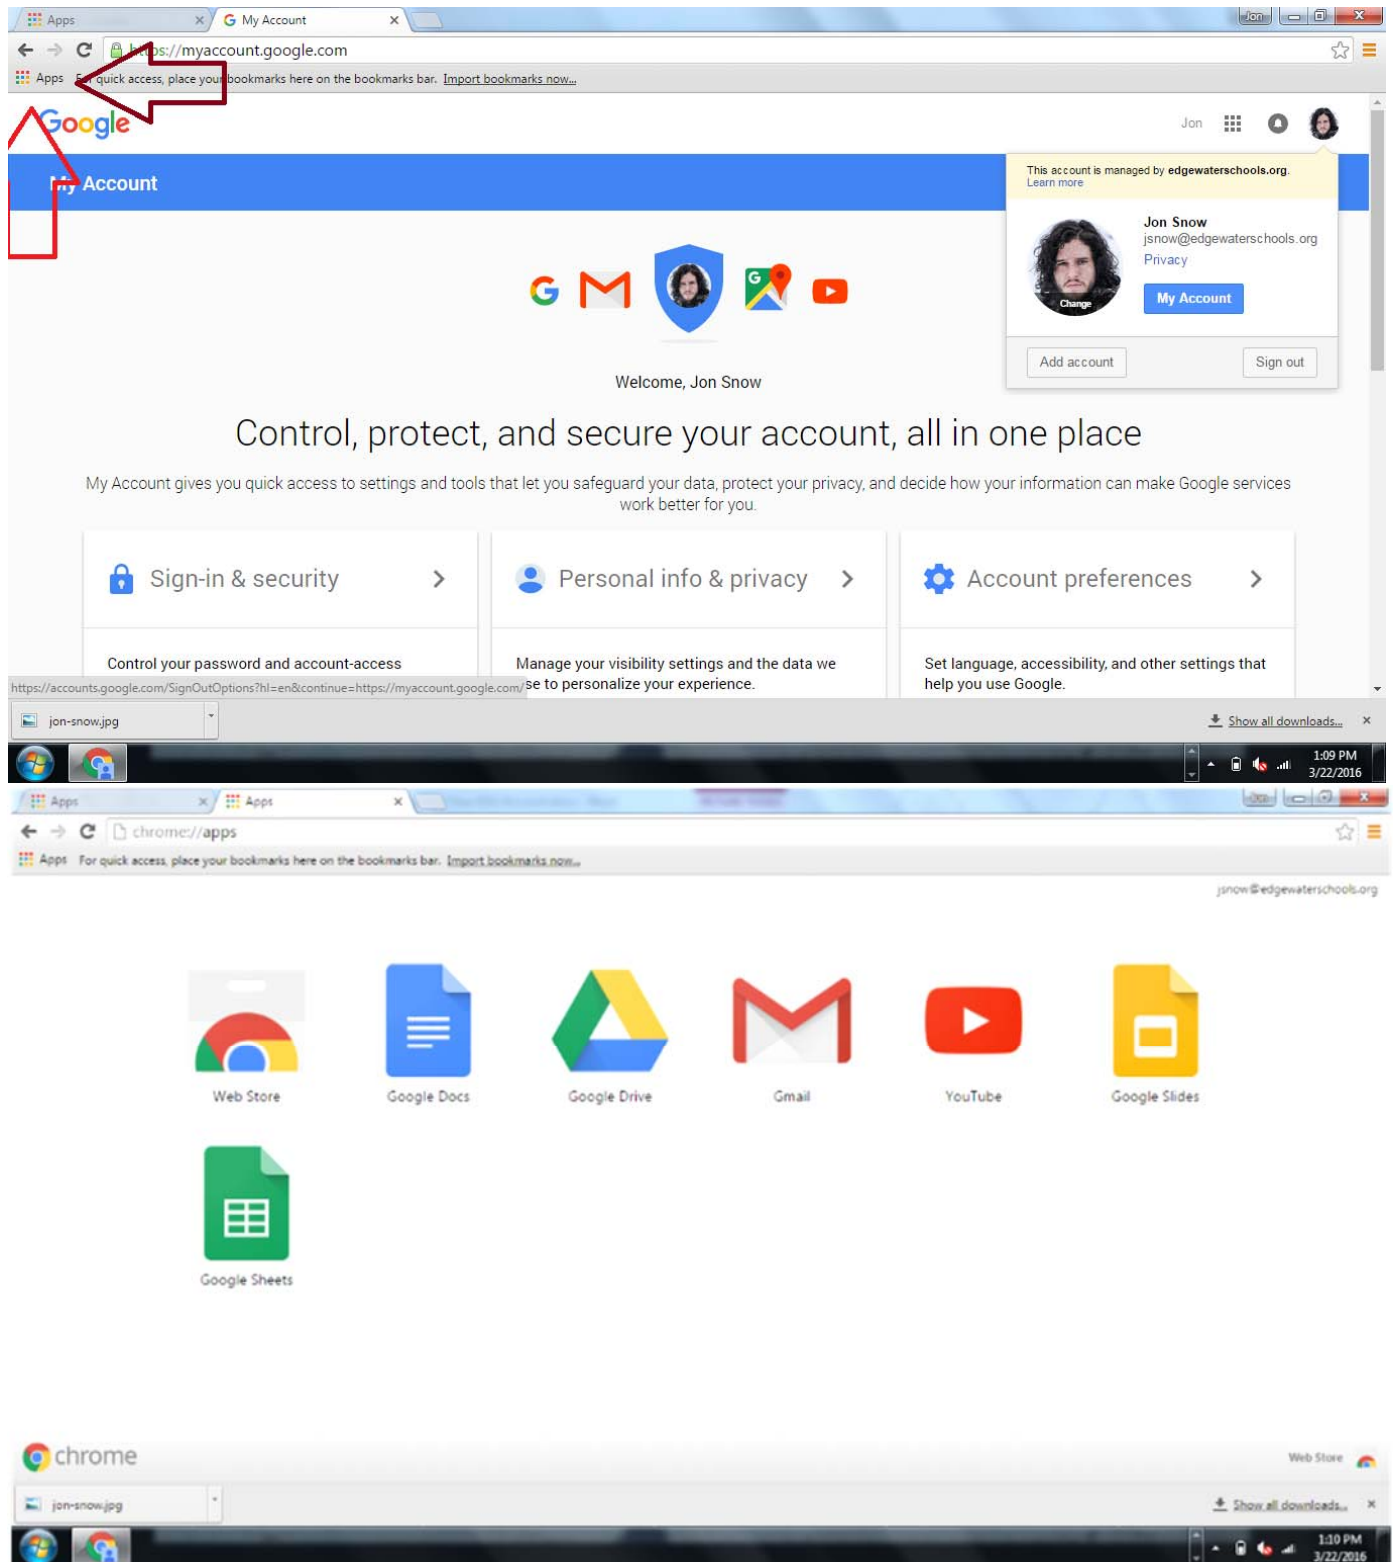 Apps
My Account
Jon
https://myaccount.google.com
Apps For quick access, place your bookmarks here on the bookmarks bar. Import bookmarks now...
Google
Jon
My Account
This account is managed by edgewaterschools.org.
Learn more
Jon Snow
jsnow@edgewaterschools.org
Privacy
Change
My Account
Add account
Sign out
G
Welcome, Jon Snow
Control, protect, and secure your account, all in one place
My Account gives you quick access to settings and tools that let you safeguard your data, protect your privacy, and decide how your information can make Google services
work better for you.
Sign-in & security
Personal info & privacy
Account preferences
Control your password and account-access
Manage your visibility settings and the data we
se to personalize your experience.
Set language, accessibility, and other settings that
help you use Google.
https://accounts.google.com/SignOutOptions?hl=en&continue=https://myaccount.google.com/
jon-snow.jpg
Show all downloads...
1:09 PM
3/22/2016
Apps
Apps
Jon
chrome://apps
Apps For quick access, place your bookmarks here on the bookmarks bar. Import bookmarks now...
jsnow@edgewaterschools.org
Web Store
Google Docs
Google Drive
Gmail
YouTube
Google Slides
Google Sheets
chrome
Web Store
jon-snow.jpg
Show all downloads...
1:10 PM
3/22/2016